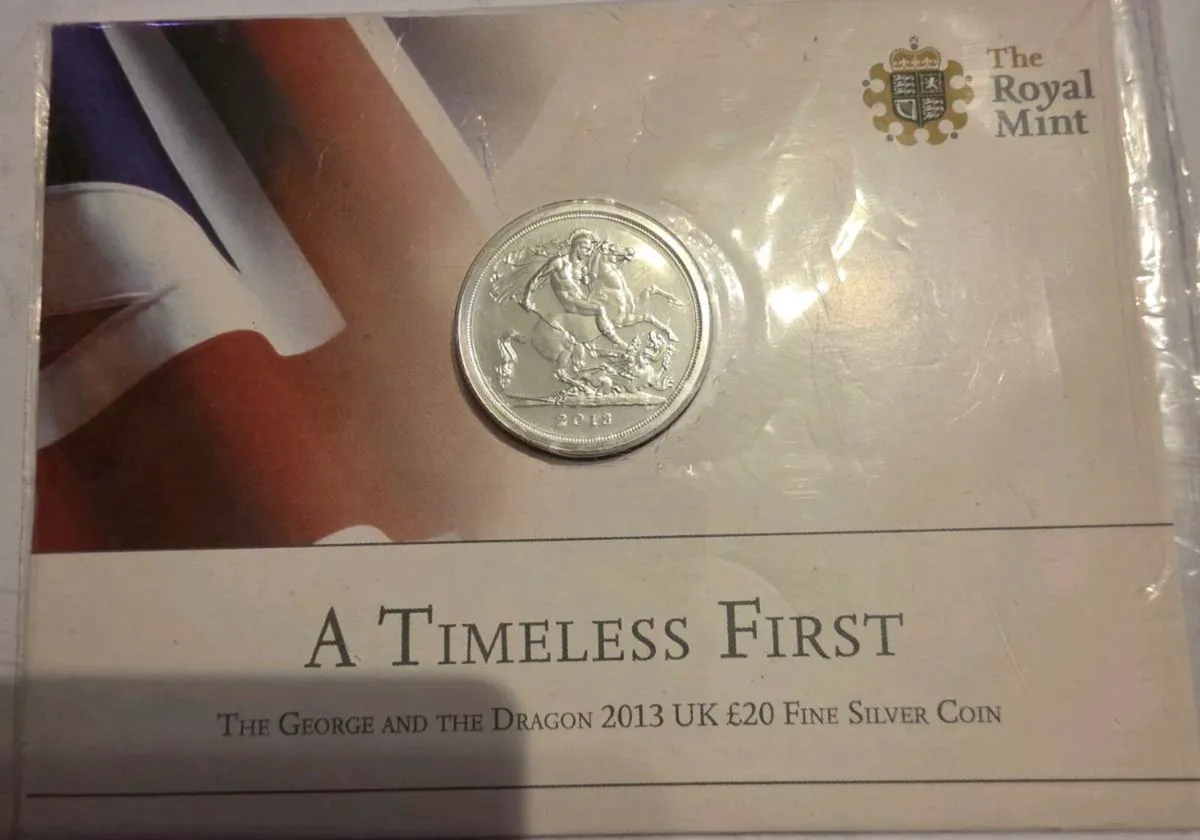 The
Royal
Mint
2013
A TIMELESS FIRST
THE GEORGE AND THE DRAGON 2013 UK £20 FINE SILVER COIN